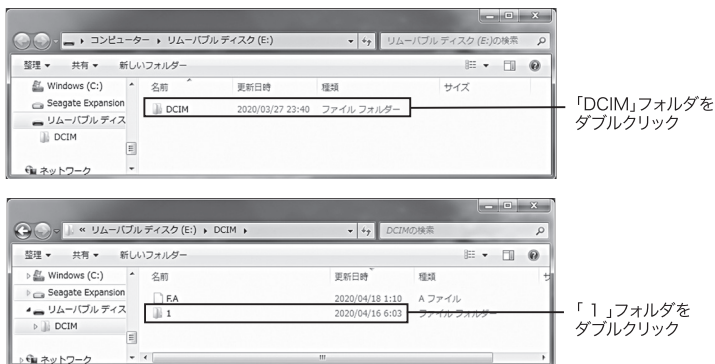 コンピューター ▸ リムーバブル ディスク (E:)
リムーバブル ディスク (E:)の検索
整理 ▼ 共有 ▼ 新しいフォルダー
Windows (C:)
Seagate Expansion
リムーバブル ディス
DCIM
ネットワーク
名前 更新日時 種類 サイズ
DCIM 2020/03/27 23:40 ファイル フォルダー
「DCIM」フォルダを
ダブルクリック
« リムーバブル ディスク (E:) ▸ DCIM ▸
DCIMの検索
整理 ▼ 共有 ▼ 新しいフォルダー
Windows (C:)
Seagate Expansion
リムーバブル ディス
DCIM
ネットワーク
名前 更新日時 種類
F.A 2020/04/18 1:10 A ファイル
1 2020/04/16 6:03 ファイル フォルダー
「 1 」フォルダを
ダブルクリック